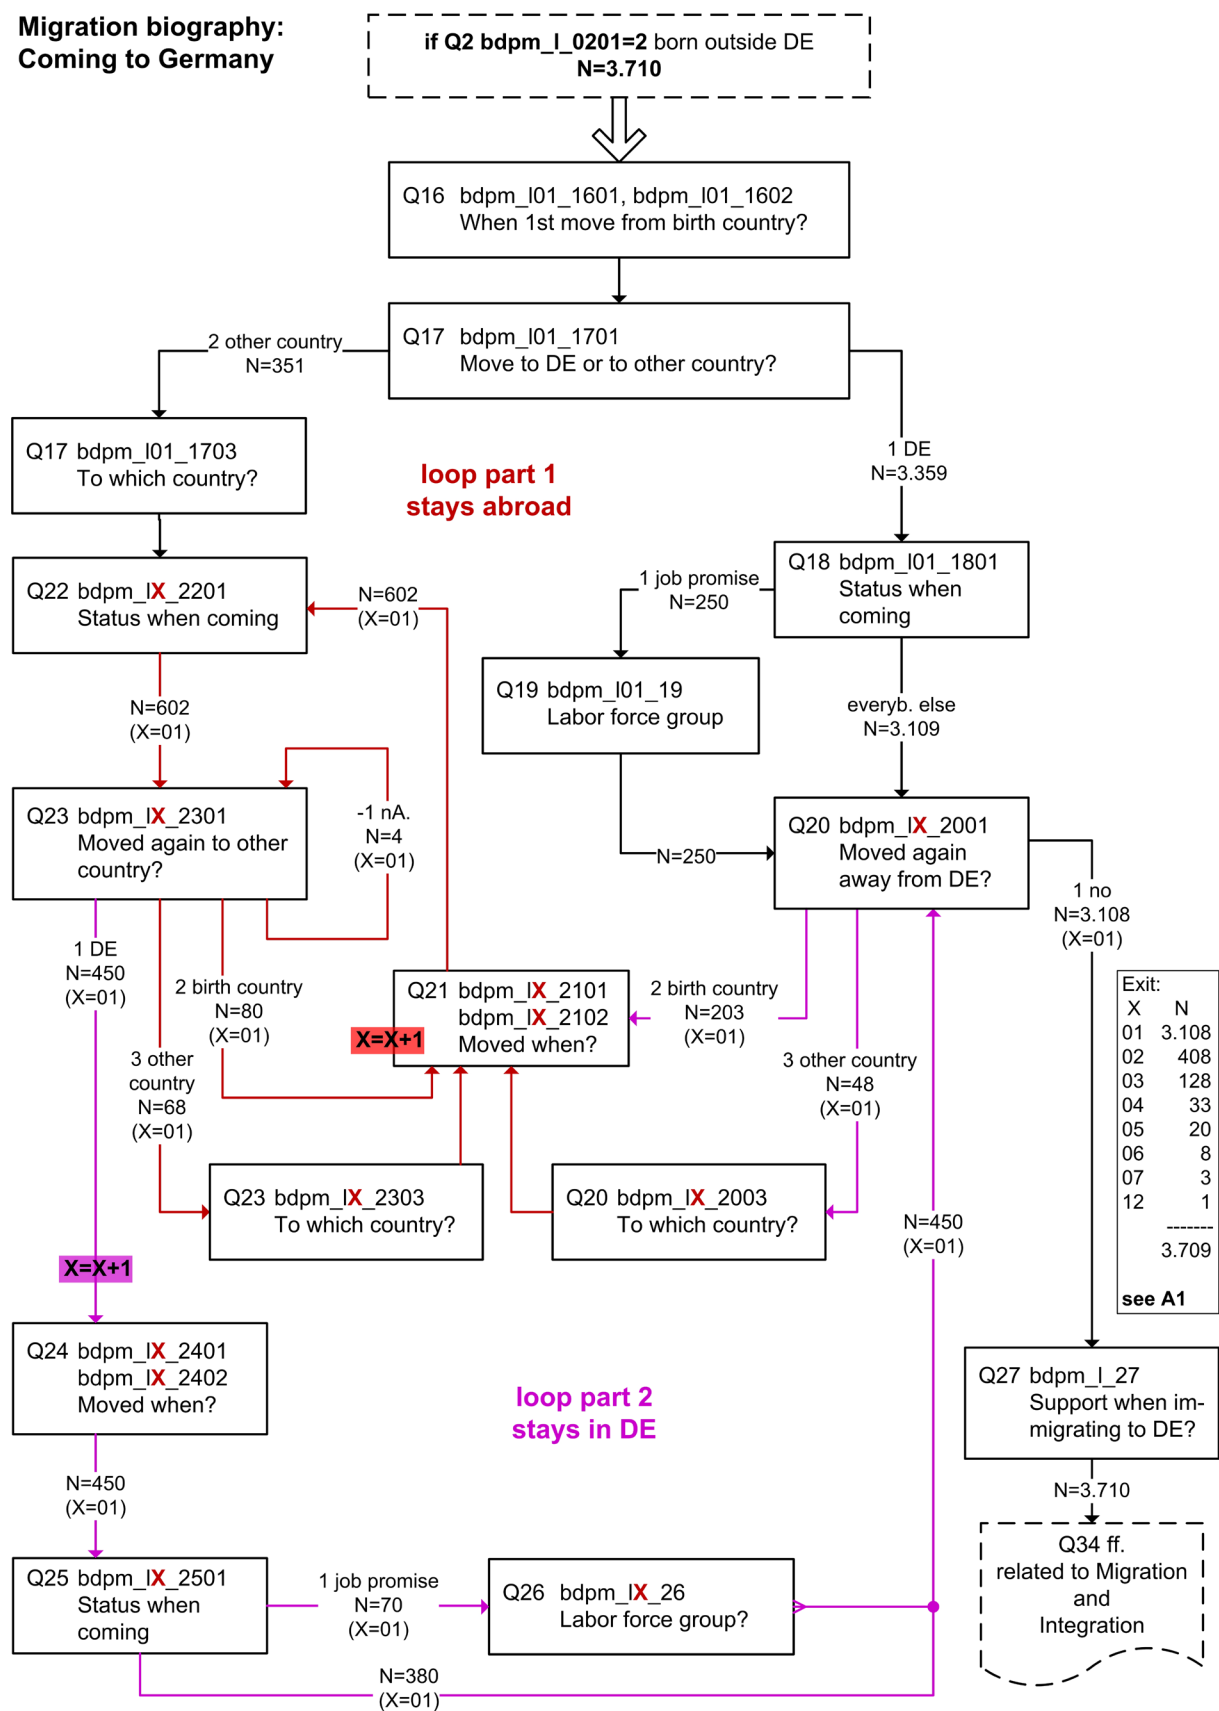 Migration biography:
Coming to Germany
if Q2 bdpm_l_0201=2 born outside DE
N=3.710
Q16 bdpm_l01_1601, bdpm_l01_1602
When 1st move from birth country?
Q17 bdpm_l01_1701
Move to DE or to other country?
2 other country
N=351
1 DE
N=3.359
Q17 bdpm_l01_1703
To which country?
loop part 1
stays abroad
Q18 bdpm_l01_1801
Status when
coming
Q22 bdpm_lX_2201
Status when coming
N=602
(X=01)
1 job promise
N=250
Q19 bdpm_l01_19
Labor force group
everyb. else
N=3.109
N=602
(X=01)
Q23 bdpm_lX_2301
Moved again to other
country?
-1 nA.
N=4
(X=01)
N=250
Q20 bdpm_lX_2001
Moved again
away from DE?
1 no
N=3.108
(X=01)
1 DE
N=450
(X=01)
2 birth country
N=80
(X=01)
3 other
country
N=68
(X=01)
Q21 bdpm_lX_2101
bdpm_lX_2102
Moved when?
X=X+1
2 birth country
N=203
(X=01)
3 other country
N=48
(X=01)
Exit:
X N
01 3.108
02 408
03 128
04 33
05 20
06 8
07 3
12 1
-------
3.709
see A1
Q23 bdpm_lX_2303
To which country?
Q20 bdpm_lX_2003
To which country?
N=450
(X=01)
X=X+1
Q24 bdpm_lX_2401
bdpm_lX_2402
Moved when?
loop part 2
stays in DE
Q27 bdpm_l_27
Support when im-
migrating to DE?
N=450
(X=01)
N=3.710
Q25 bdpm_lX_2501
Status when
coming
1 job promise
N=70
(X=01)
Q26 bdpm_lX_26
Labor force group?
Q34 ff.
related to Migration
and
Integration
N=380
(X=01)